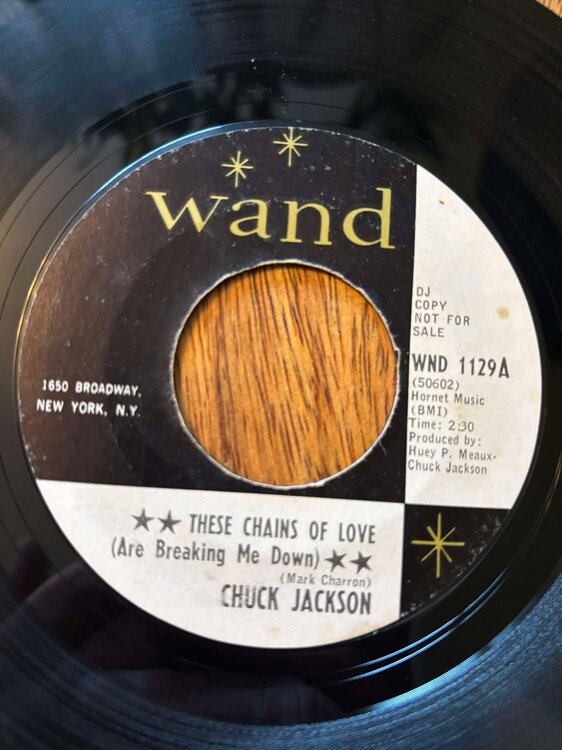 wand
DJ
COPY
NOT FOR
SALE
WND 1129A
(50602)
Hornet Music
(BMI)
Time: 2:30
Produced by:
Huey P. Meaux-
Chuck Jackson
1650 BROADWAY,
NEW YORK, N.Y.
★★ THESE CHAINS OF LOVE
(Are Breaking Me Down) ★★
(Mark Charron)
CHUCK JACKSON